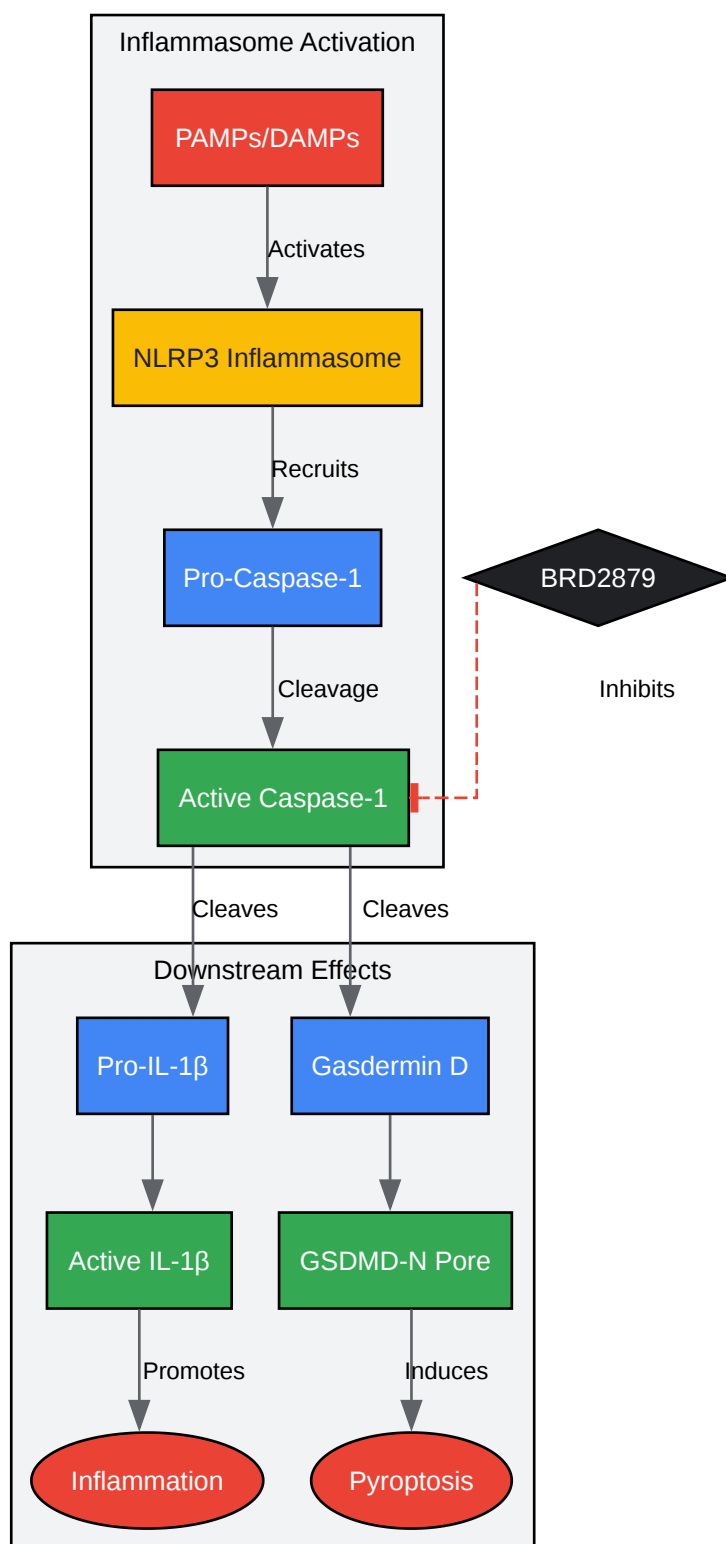 Inflammasome Activation
PAMPs/DAMPs
Activates
NLRP3 Inflammasome
Recruits
Pro-Caspase-1
BRD2879
Cleavage
Inhibits
Active Caspase-1
Cleaves
Cleaves
Downstream Effects
Pro-IL-1β
Gasdermin D
Active IL-1β
GSDMD-N Pore
Promotes
Induces
Inflammation
Pyroptosis